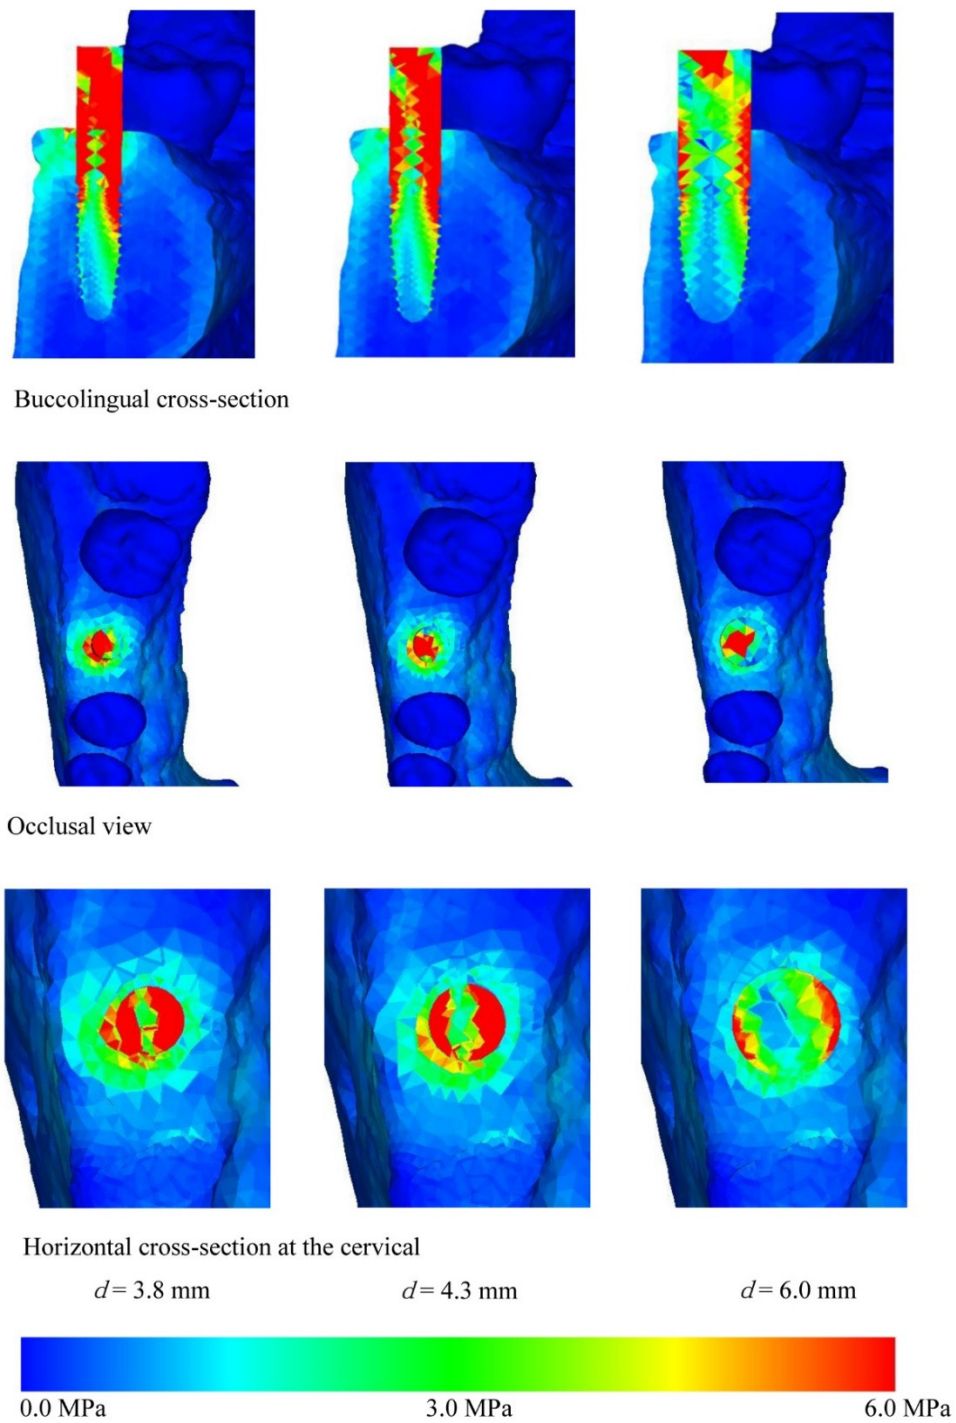 Buccolingual cross-section
Occlusal view
Horizontal cross-section at the cervical
d = 3.8 mm
d = 4.3 mm
d = 6.0 mm
0.0 MPa
3.0 MPa
6.0 MPa